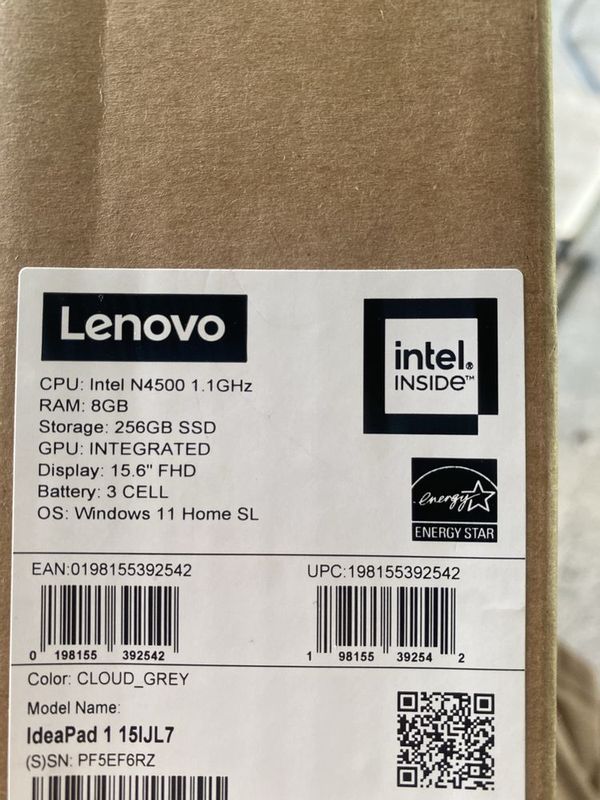 Lenovo
intel.
INSIDE™
CPU: Intel N4500 1.1GHz
RAM: 8GB
Storage: 256GB SSD
GPU: INTEGRATED
Display: 15.6" FHD
Battery: 3 CELL
OS: Windows 11 Home SL
energy
ENERGY STAR
EAN:0198155392542
UPC:198155392542
0 198155 392542
1 98155 39254 2
Color: CLOUD_GREY
Model Name:
IdeaPad 1 15IJL7
(S)SN: PF5EF6RZ